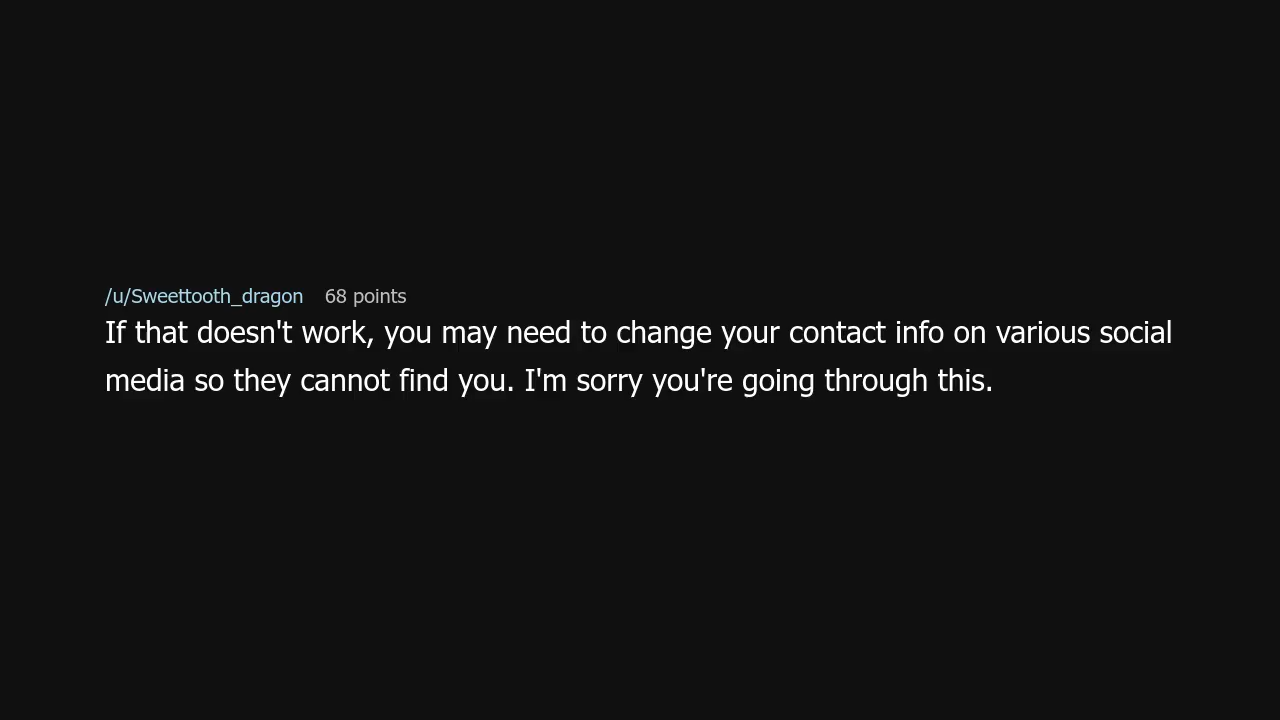 /u/Sweettooth_dragon 68 points
If that doesn't work, you may need to change your contact info on various social
media so they cannot find you. I'm sorry you're going through this.